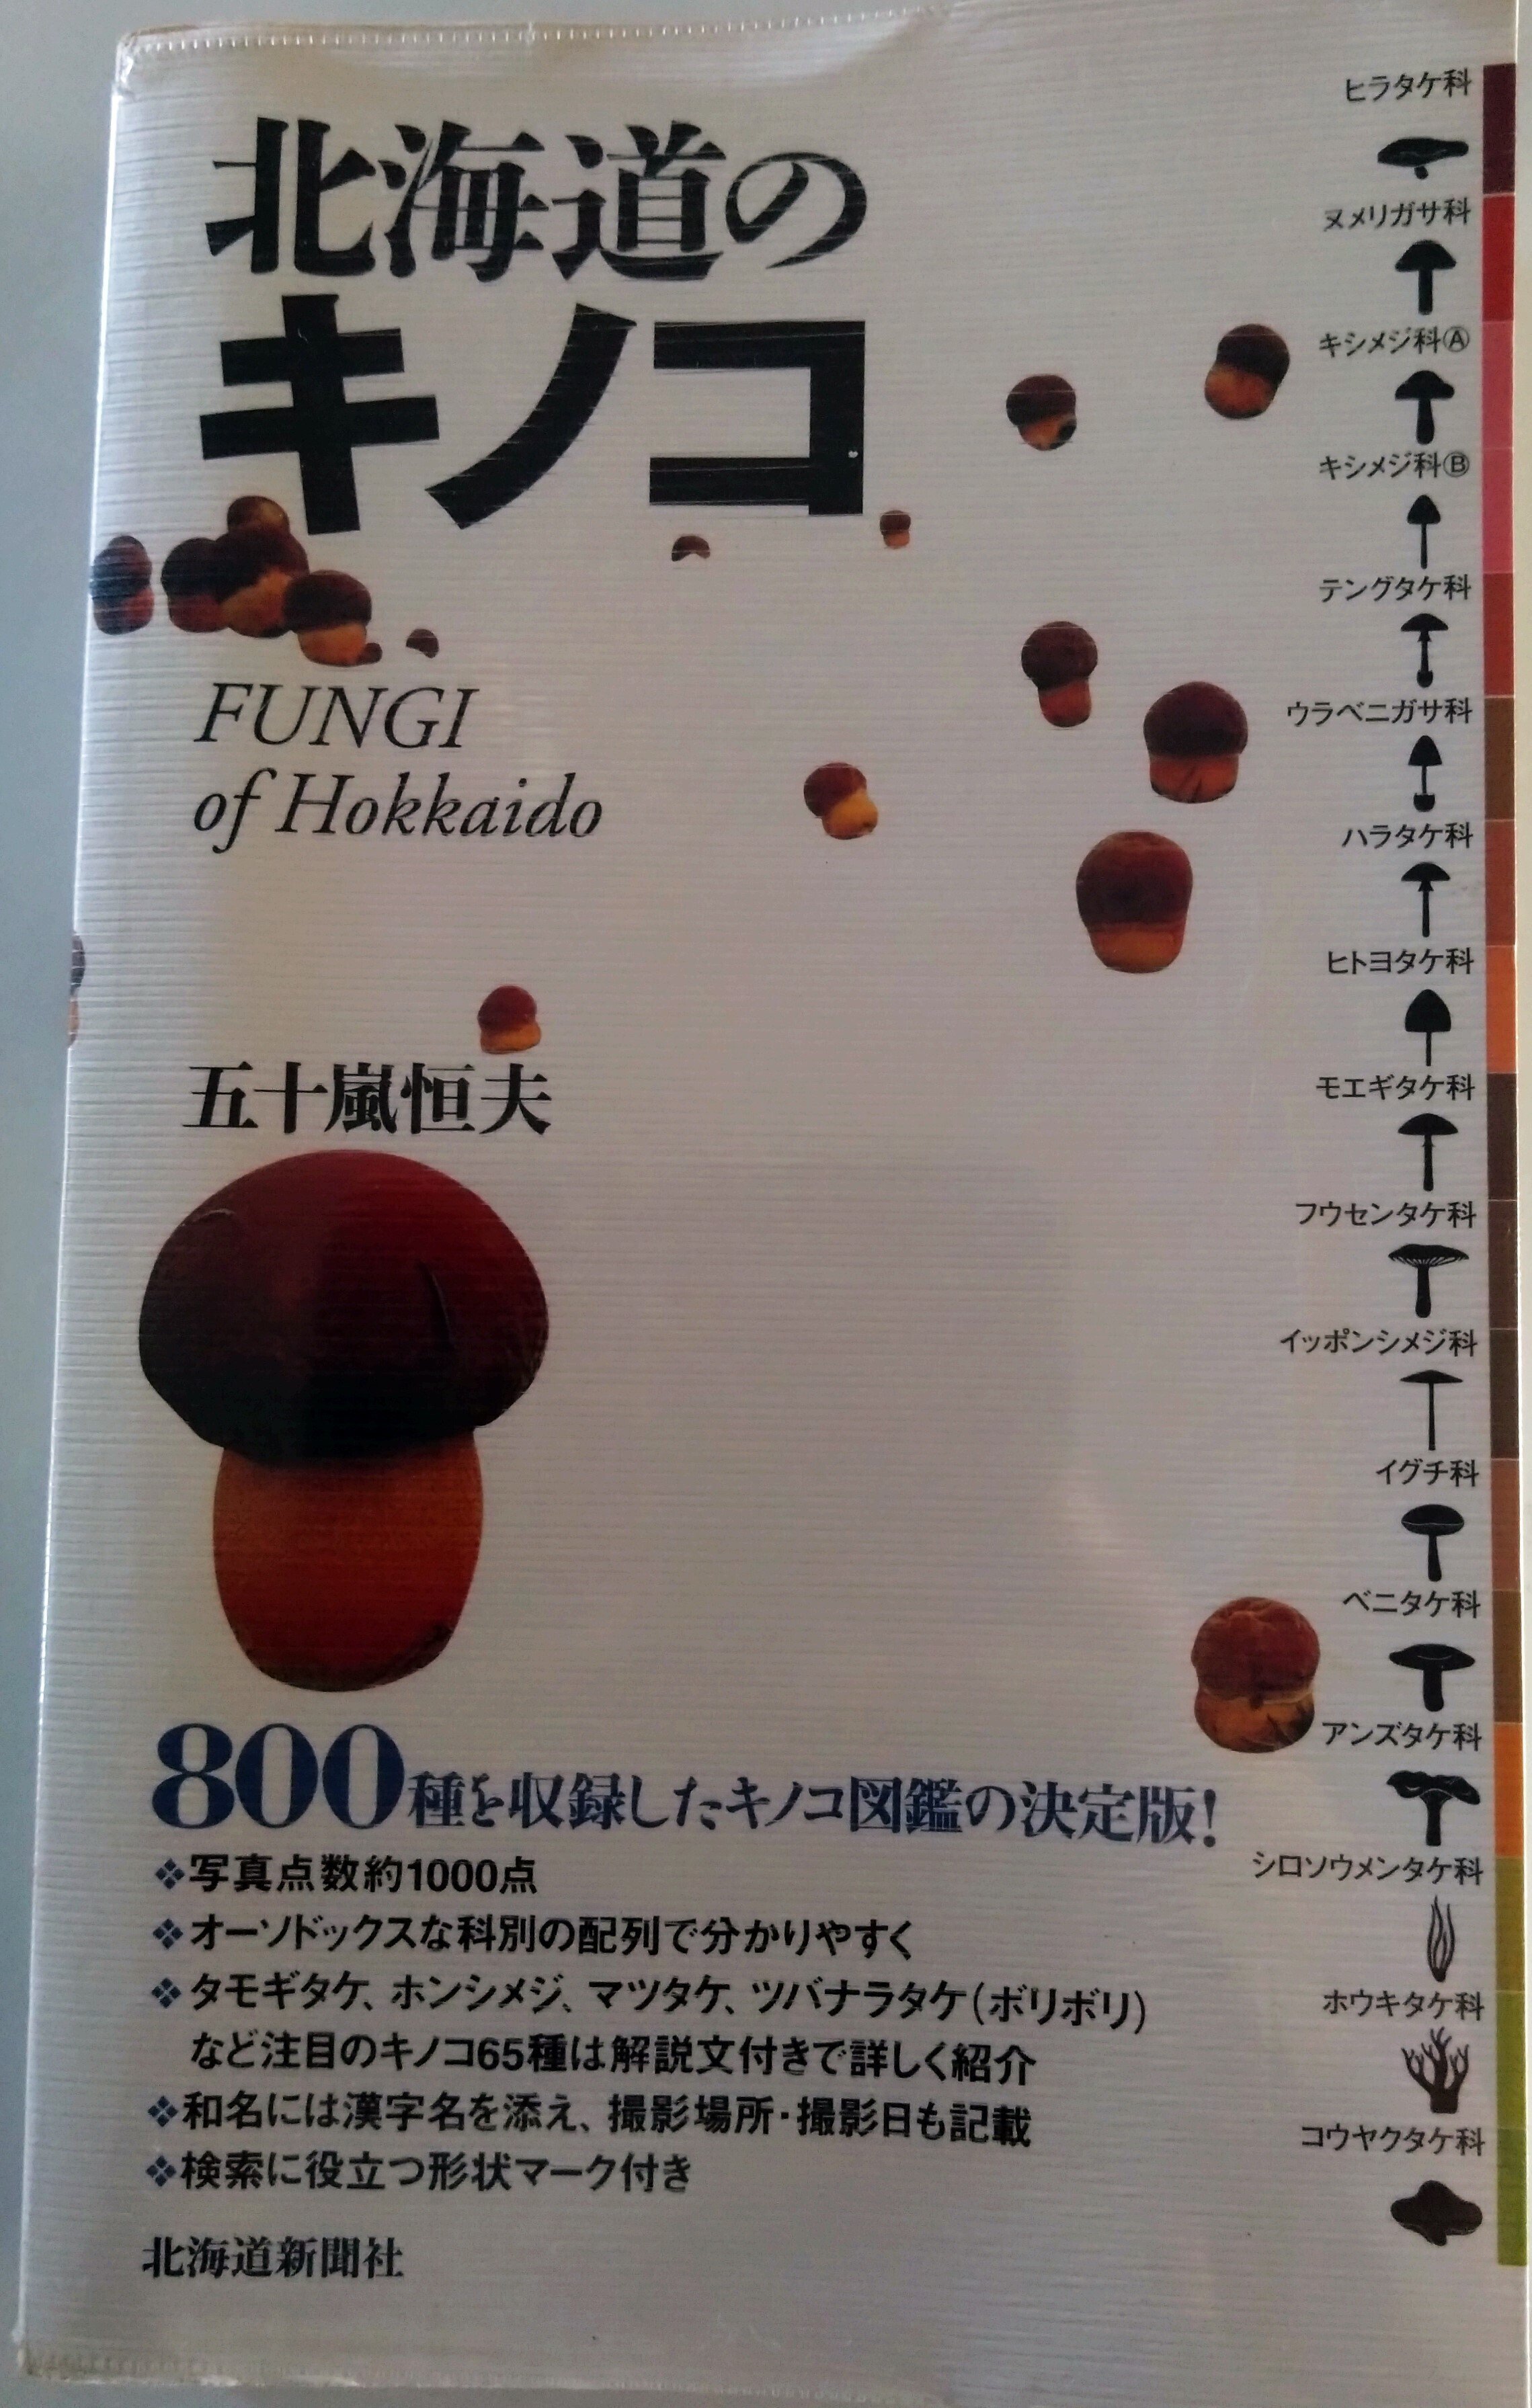 北海道の
キノコ
FUNGI
of Hokkaido
五十嵐恒夫
800種を収録したキノコ図鑑の決定版!
❖写真点数約1000点
❖オーソドックスな科別の配列で分かりやすく
❖タモギタケ、ホンシメジ、マツタケ、ツバナラタケ(ボリボリ)
など注目のキノコ65種は解説文付きで詳しく紹介
❖和名には漢字名を添え、撮影場所・撮影日も記載
❖検索に役立つ形状マーク付き
北海道新聞社
ヒラタケ科
ヌメリガサ科
キシメジ科Ⓐ
キシメジ科Ⓑ
テングタケ科
ウラベニガサ科
ハラタケ科
ヒトヨタケ科
モエギタケ科
フウセンタケ科
イッポンシメジ科
イグチ科
ベニタケ科
アンズタケ科
シロソウメンタケ科
ホウキタケ科
コウヤクタケ科